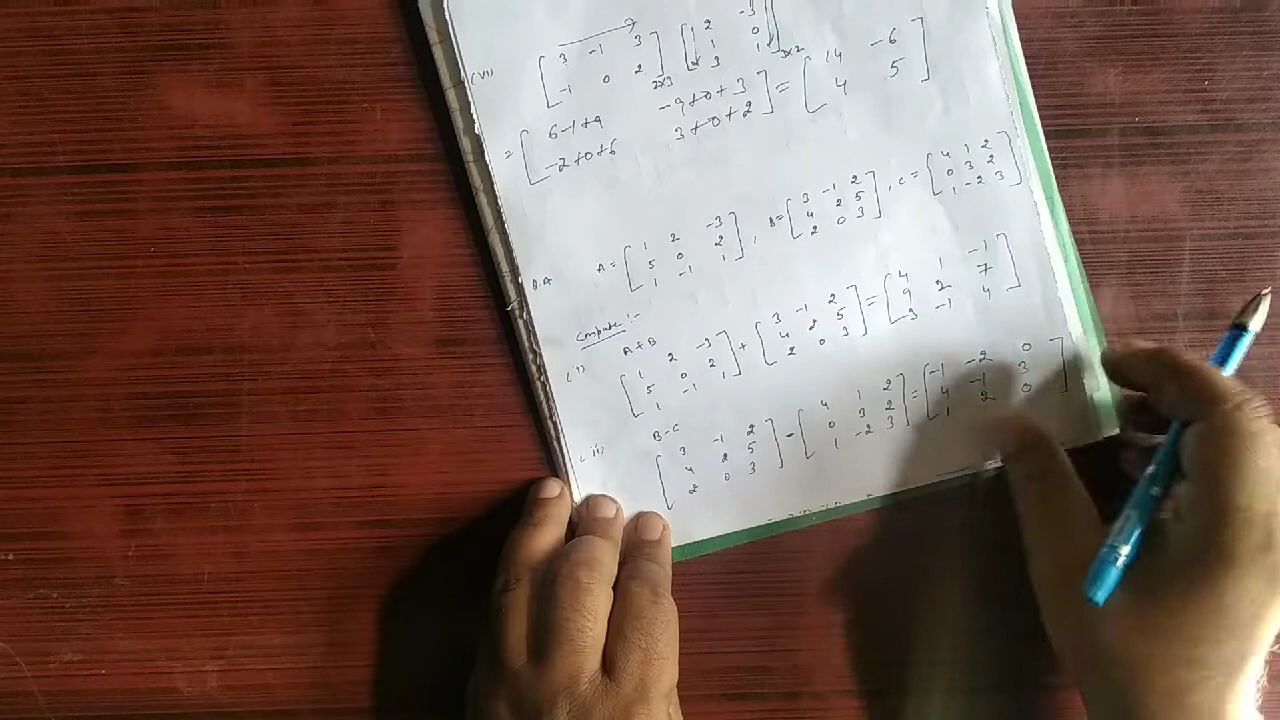 (vi) [3 -1 3 [2 -3
-1 0 2]2×3 1 0
3 1]3×2
= [6-1+9 -9+0+3 = [14 -6
-2+0+6 3+0+2] 4 5]
A = [1 2 -3 , B = [3 -1 2 , C = [4 1 2
5 0 2 4 2 5 0 3 2
1 -1 1] 2 0 3] 1 -2 3]
Compute :-
(i) A+B
[1 2 -3 + [3 -1 2 = [4 1 -1
5 0 2 4 2 5 9 2 7
1 -1 1] 2 0 3] 3 -1 4]
(ii) B-C
[3 -1 2 - [4 1 2 = [-1 -2 0
4 2 5 0 3 2 4 -1 3
2 0 3] 1 -2 3] 1 2 0]